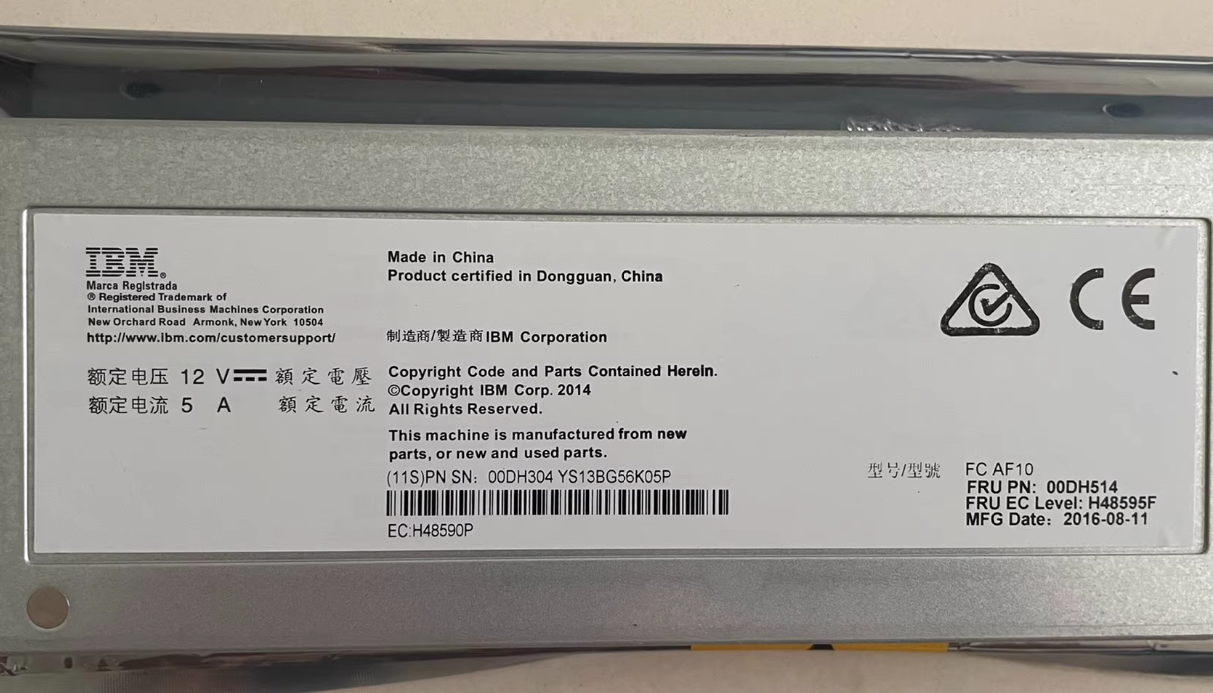 IBM®
Marca Registrada
® Registered Trademark of
International Business Machines Corporation
New Orchard Road Armonk, New York 10504
http://www.ibm.com/customersupport/
额定电压 12 V 額定電壓
额定电流 5 A 額定電流
Made in China
Product certified in Dongguan, China
制造商/製造商IBM Corporation
Copyright Code and Parts Contained Herein.
©Copyright IBM Corp. 2014
All Rights Reserved.
This machine is manufactured from new
parts, or new and used parts.
(11S)PN SN: 00DH304 YS13BG56K05P
EC:H48590P
CE
型号/型號 FC AF10
FRU PN: 00DH514
FRU EC Level: H48595F
MFG Date: 2016-08-11